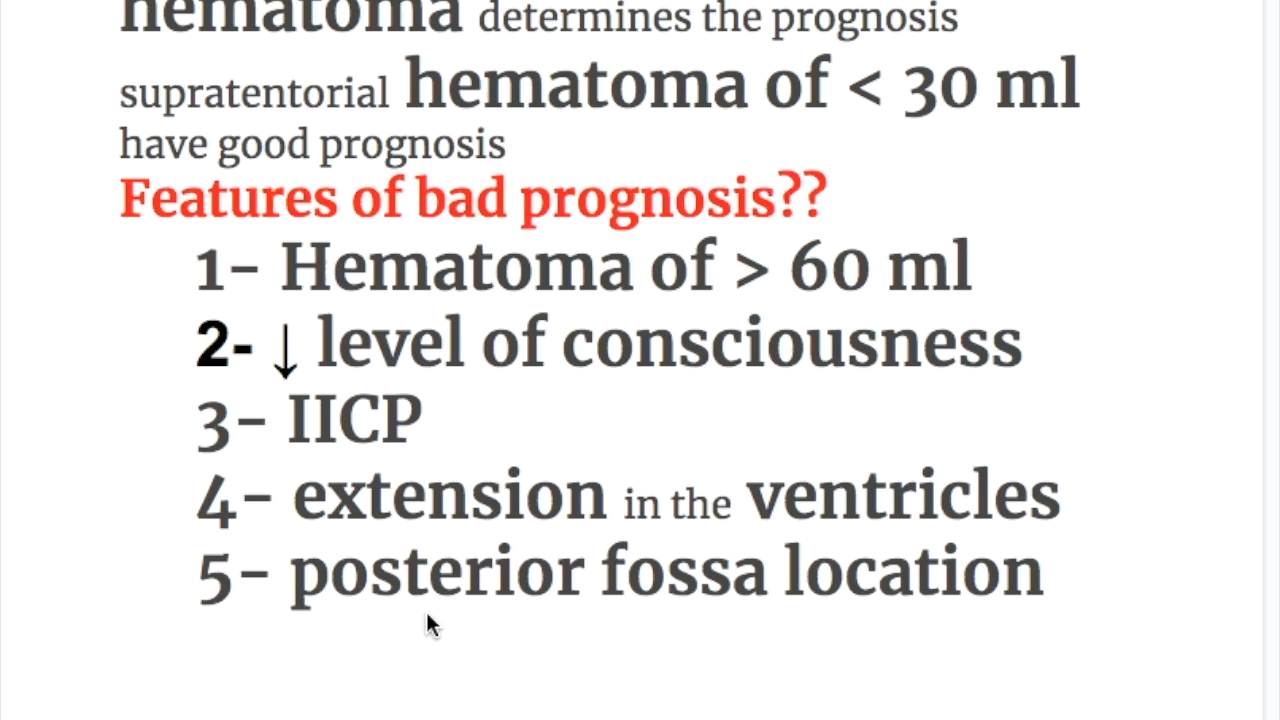 hematoma determines the prognosis
supratentorial hematoma of < 30 ml
have good prognosis
Features of bad prognosis??
1- Hematoma of > 60 ml
2- ↓ level of consciousness
3- IICP
4- extension in the ventricles
5- posterior fossa location